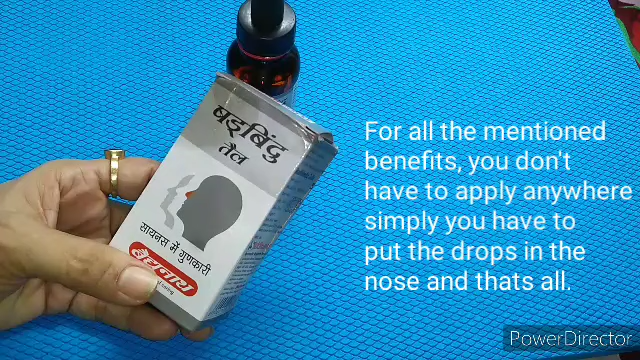 षड्बिंदु
तैल
सायनस में गुणकारी
बैद्यनाथ
For all the mentioned
benefits, you don't
have to apply anywhere
simply you have to
put the drops in the
nose and thats all.
PowerDirector